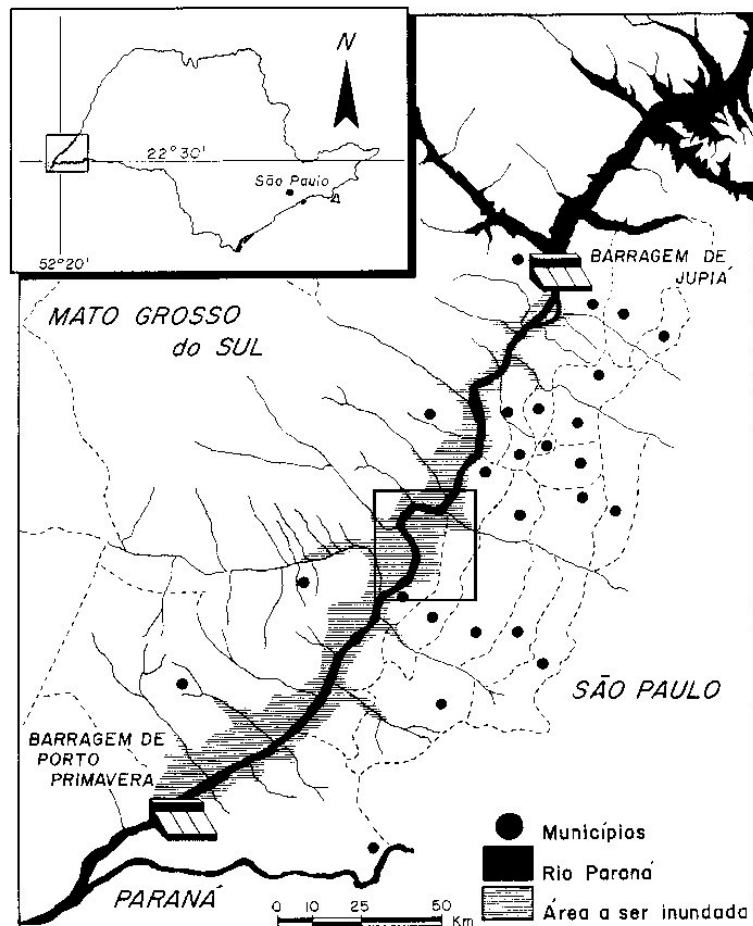 N
22°30'
São Paulo
52°20'
BARRAGEM DE
JUPIÁ
MATO GROSSO
do SUL
SÃO PAULO
BARRAGEM DE
PORTO
PRIMAVERA
PARANÁ
Municípios
Rio Paraná
Área a ser inundada
0 10 25 50
Km